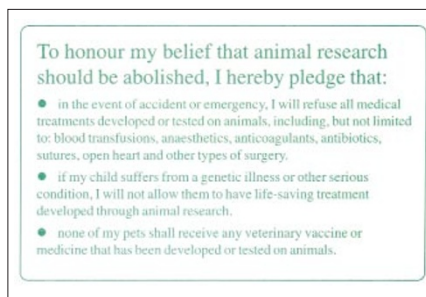 To honour my belief that animal research
should be abolished, I hereby pledge that:
● in the event of accident or emergency, I will refuse all medical
treatments developed or tested on animals, including, but not limited
to: blood transfusions, anaesthetics, anticoagulants, antibiotics,
sutures, open heart and other types of surgery.
● if my child suffers from a genetic illness or other serious
condition, I will not allow them to have life-saving treatment
developed through animal research.
● none of my pets shall receive any veterinary vaccine or
medicine that has been developed or tested on animals.